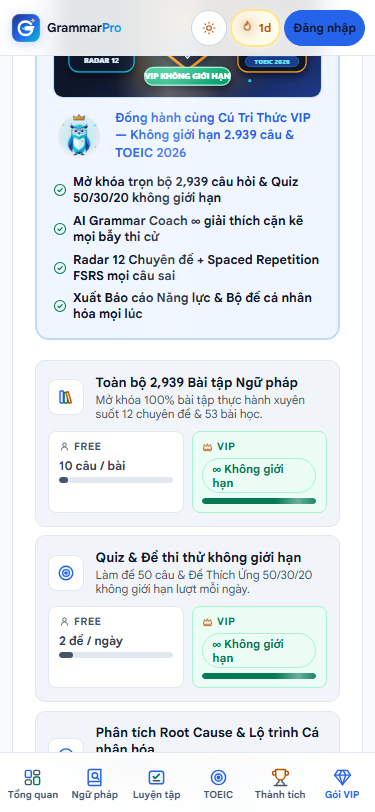 GrammarPro
1d
Đăng nhập
RADAR 12
VIP KHÔNG GIỚI HẠN
TOEIC 2026
Đồng hành cùng Cú Tri Thức VIP
— Không giới hạn 2.939 câu &
TOEIC 2026
Mở khóa trọn bộ 2,939 câu hỏi & Quiz
50/30/20 không giới hạn
AI Grammar Coach ∞ giải thích cặn kẽ
mọi bẫy thi cử
Radar 12 Chuyên đề + Spaced Repetition
FSRS mọi câu sai
Xuất Báo cáo Năng lực & Bộ đề cá nhân
hóa mọi lúc
Toàn bộ 2,939 Bài tập Ngữ pháp
Mở khóa 100% bài tập thực hành xuyên
suốt 12 chuyên đề & 53 bài học.
FREE
10 câu / bài
VIP
∞ Không giới
hạn
Quiz & Đề thi thử không giới hạn
Làm đề 50 câu & Đề Thích Ứng 50/30/20
không giới hạn lượt mỗi ngày.
FREE
2 đề / ngày
VIP
∞ Không giới
hạn
Phân tích Root Cause & Lộ trình Cá
nhân hóa
Tổng quan
Ngữ pháp
Luyện tập
TOEIC
Thành tích
Gói VIP